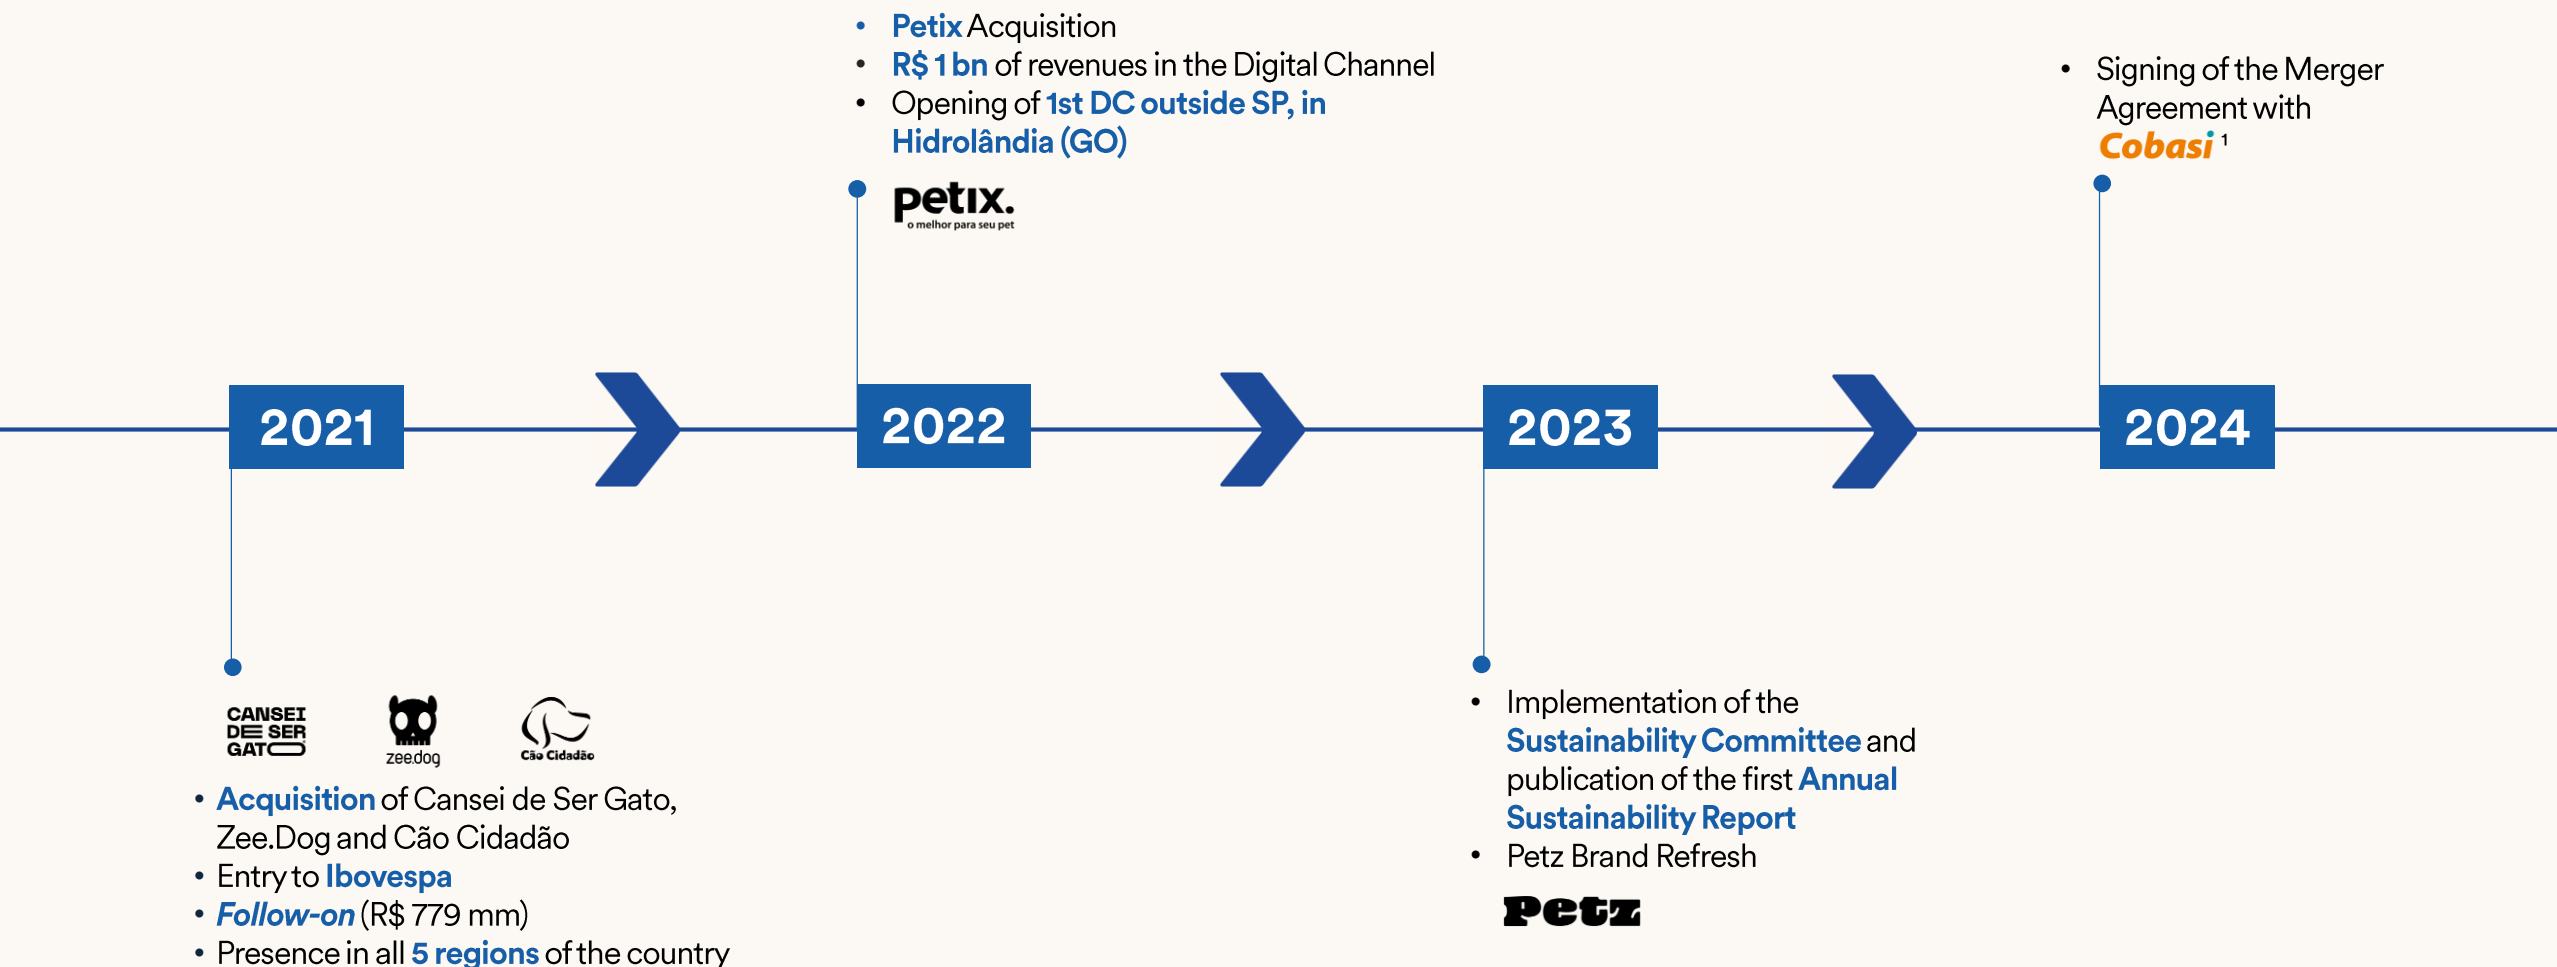 Petix Acquisition
R$ 1 bn of revenues in the Digital Channel
Opening of 1st DC outside SP, in
Hidrolândia (GO)
petix.
o melhor para seu pet
Signing of the Merger
Agreement with
Cobasi 1
2021
2022
2023
2024
CANSEI
DE SER
GATO
zee.dog
Cão Cidadão
Acquisition of Cansei de Ser Gato,
Zee.Dog and Cão Cidadão
Entry to Ibovespa
Follow-on (R$ 779 mm)
Presence in all 5 regions of the country
Implementation of the
Sustainability Committee and
publication of the first Annual
Sustainability Report
Petz Brand Refresh
Petz